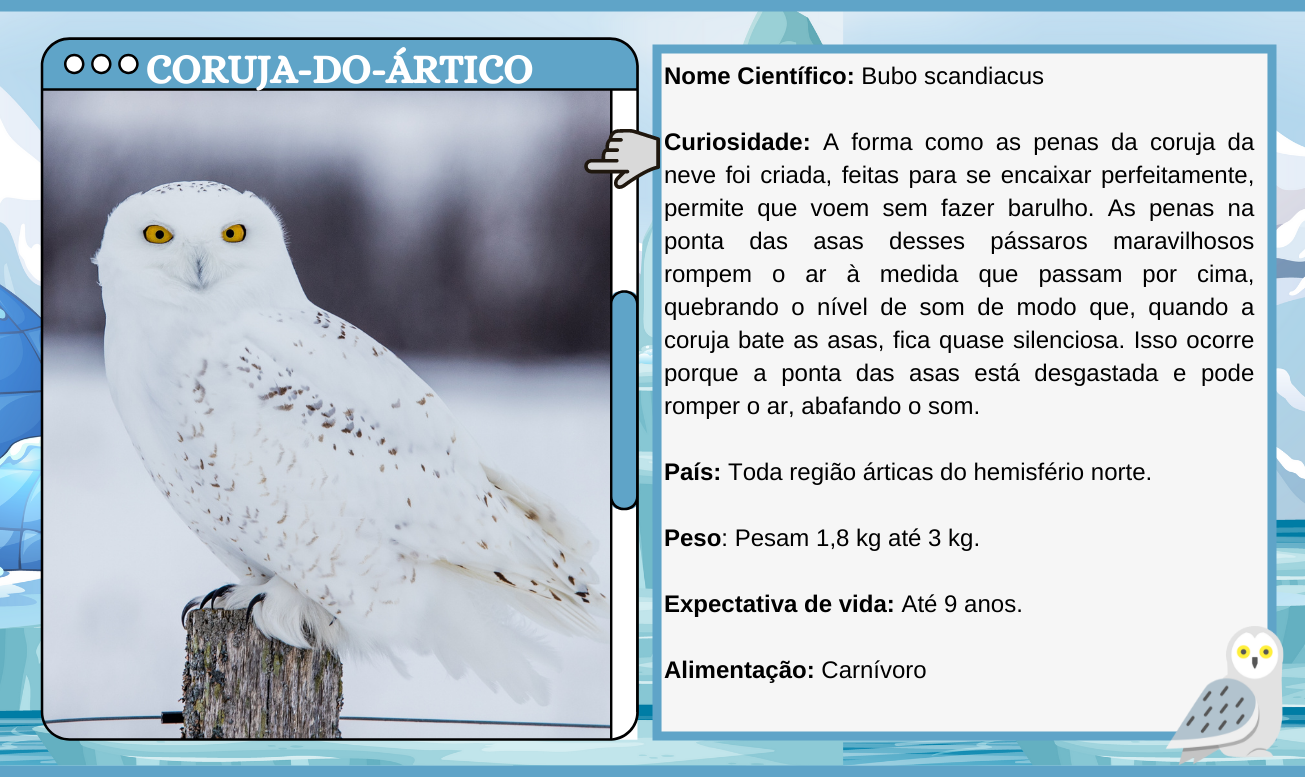 CORUJA-DO-ÁRTICO
Nome Científico: Bubo scandiacus
Curiosidade: A forma como as penas da coruja da
neve foi criada, feitas para se encaixar perfeitamente,
permite que voem sem fazer barulho. As penas na
ponta das asas desses pássaros maravilhosos
rompem o ar à medida que passam por cima,
quebrando o nível de som de modo que, quando a
coruja bate as asas, fica quase silenciosa. Isso ocorre
porque a ponta das asas está desgastada e pode
romper o ar, abafando o som.
País: Toda região árticas do hemisfério norte.
Peso: Pesam 1,8 kg até 3 kg.
Expectativa de vida: Até 9 anos.
Alimentação: Carnívoro